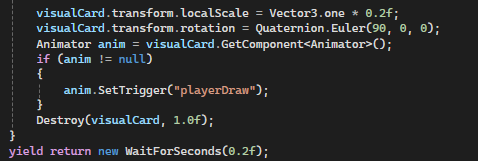 visualCard.transform.localScale = Vector3.one * 0.2f;
visualCard.transform.rotation = Quaternion.Euler(90, 0, 0);
Animator anim = visualCard.GetComponent<Animator>();
if (anim != null)
{
anim.SetTrigger("playerDraw");
}
Destroy(visualCard, 1.0f);
}
yield return new WaitForSeconds(0.2f);